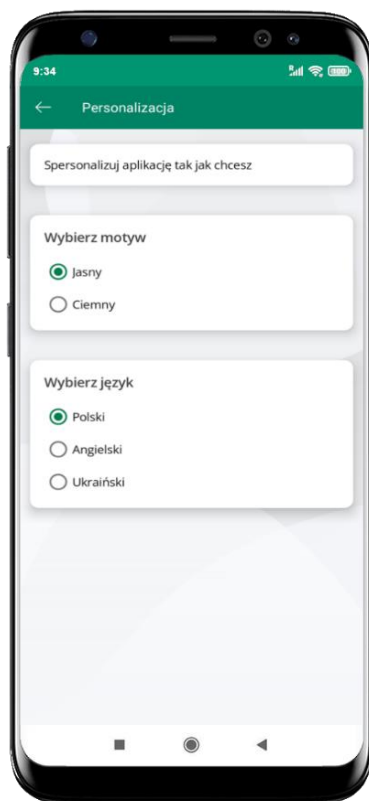 9:34
Personalizacja
Spersonalizuj aplikację tak jak chcesz
Wybierz motyw
Jasny
Ciemny
Wybierz język
Polski
Angielski
Ukraiński